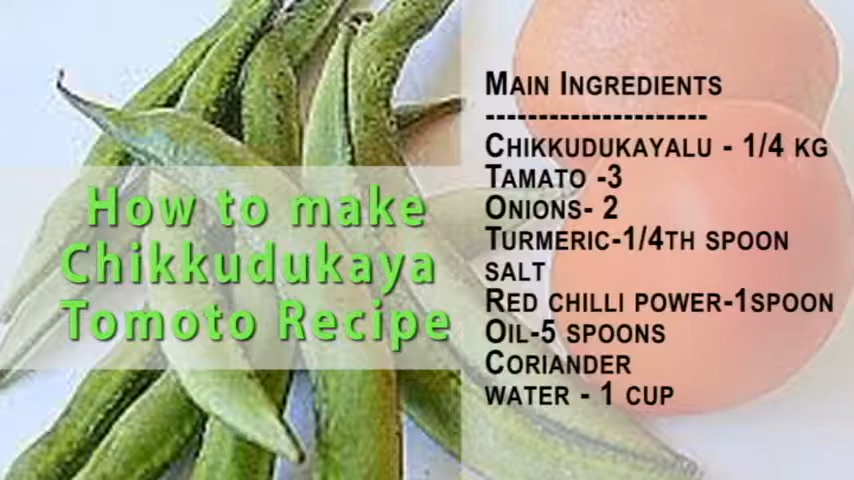 How to make
Chikkudukaya
Tomoto Recipe
Main Ingredients
---------------------
Chikkudukayalu - 1/4 kg
Tamato -3
Onions- 2
Turmeric-1/4th spoon
salt
Red chilli power-1spoon
Oil-5 spoons
Coriander
water - 1 cup